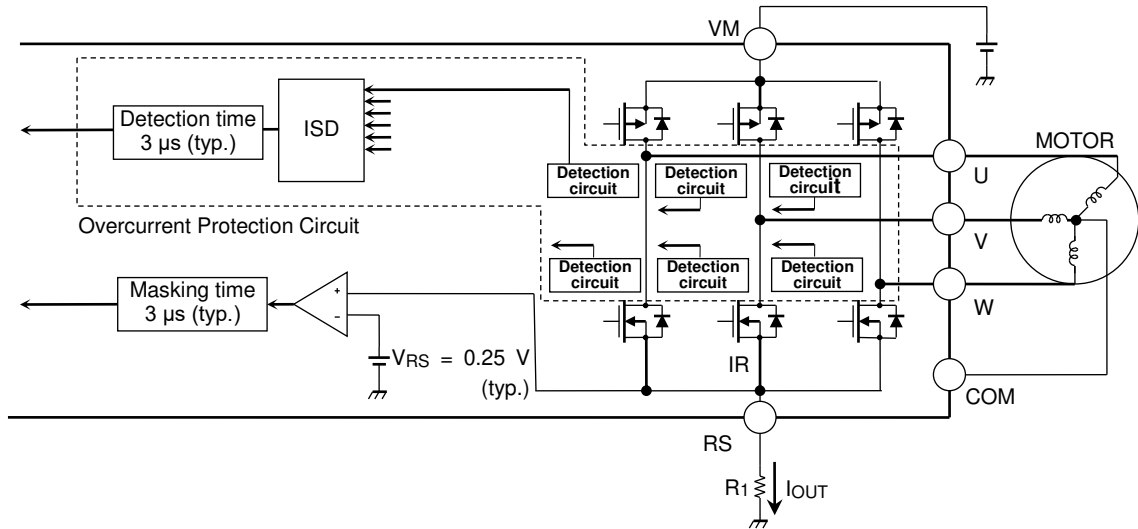 VM
Detection time
3 µs (typ.)
ISD
MOTOR
Detection
circuit
Detection
circuit
Detection
circuit
U
Overcurrent Protection Circuit
V
Detection
circuit
Detection
circuit
Detection
circuit
W
Masking time
3 µs (typ.)
+
−
VRS = 0.25 V
(typ.)
IR
COM
RS
R1
IOUT